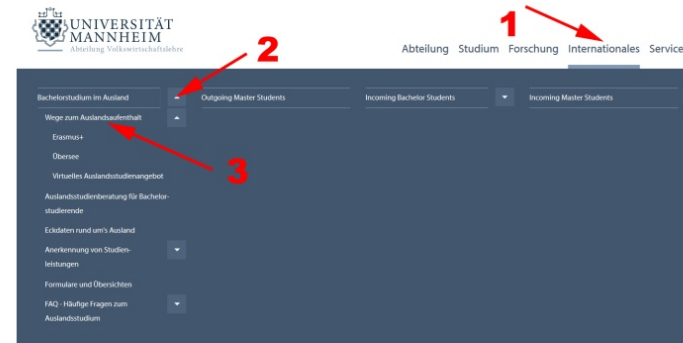 UNIVERSITÄT
MANNHEIM
Abteilung Volkswirtschaftslehre
1
2
Abteilung Studium Forschung Internationales Service
Bachelorstudium im Ausland
Outgoing Master Students
Incoming Bachelor Students
Incoming Master Students
Wege zum Auslandsaufenthalt
Erasmus+
Übersee
Virtuelles Auslandsstudienangebot
3
Auslandsstudienberatung für Bachelor-
studierende
Eckdaten rund um's Ausland
Anerkennung von Studien-
leistungen
Formulare und Übersichten
FAQ - Häufige Fragen zum
Auslandsstudium